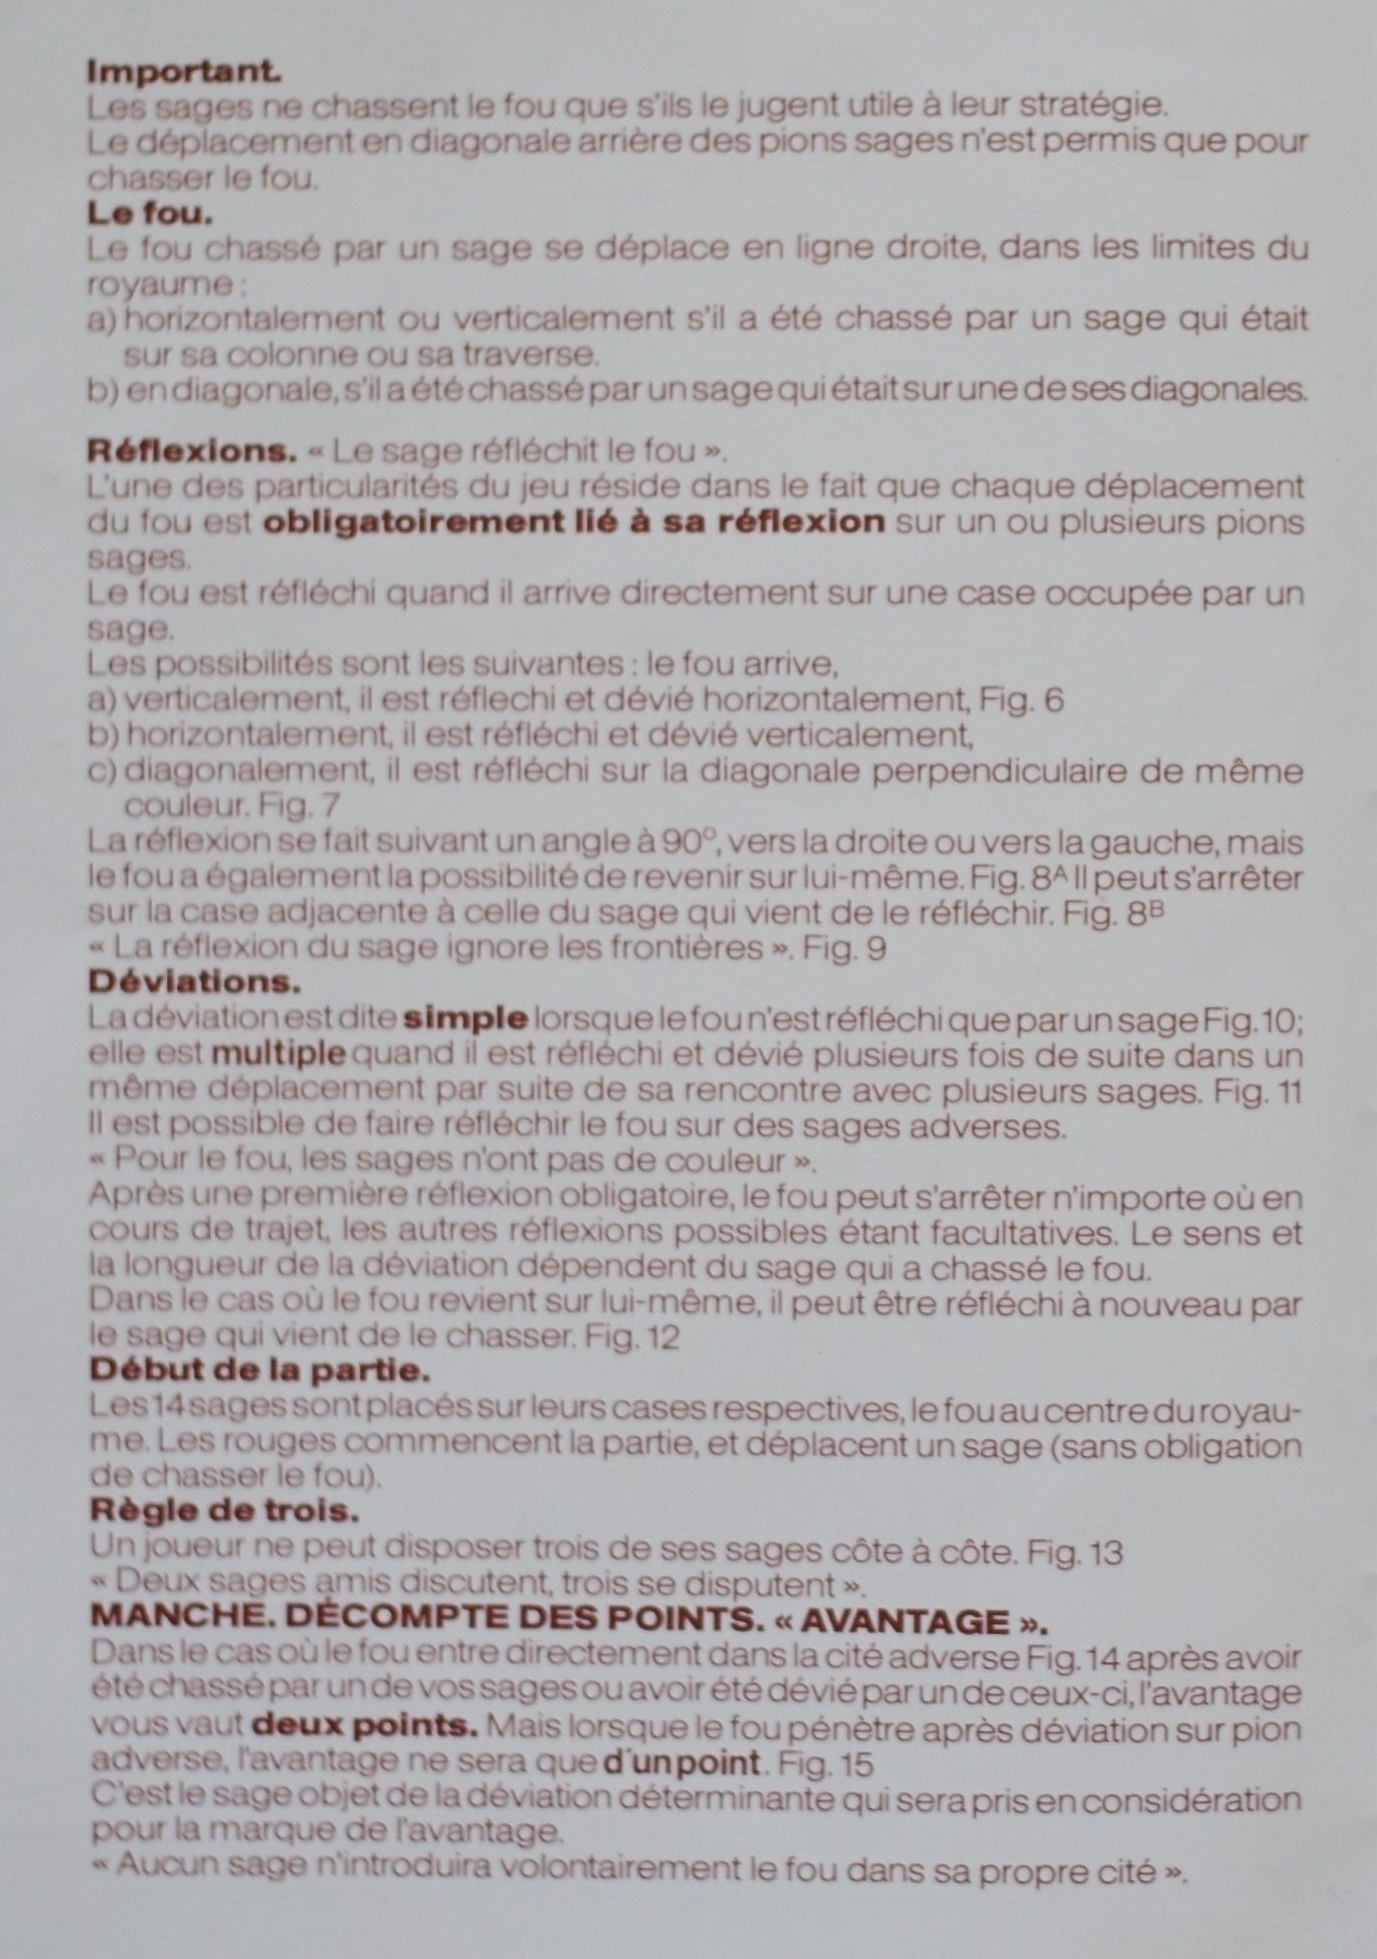 Important.
Les sages ne chassent le fou que s'ils le jugent utile à leur stratégie.
Le déplacement en diagonale arrière des pions sages n'est permis que pour
chasser le fou.
Le fou.
Le fou chassé par un sage se déplace en ligne droite, dans les limites du
royaume :
a) horizontalement ou verticalement s'il a été chassé par un sage qui était
sur sa colonne ou sa traverse.
b) en diagonale, s'il a été chassé par un sage qui était sur une de ses diagonales.
Réflexions. « Le sage réfléchit le fou ».
L'une des particularités du jeu réside dans le fait que chaque déplacement
du fou est obligatoirement lié à sa réflexion sur un ou plusieurs pions
sages.
Le fou est réfléchi quand il arrive directement sur une case occupée par un
sage.
Les possibilités sont les suivantes : le fou arrive,
a) verticalement, il est réflechi et dévié horizontalement, Fig. 6
b) horizontalement, il est réfléchi et dévié verticalement,
c) diagonalement, il est réfléchi sur la diagonale perpendiculaire de même
couleur. Fig. 7
La réflexion se fait suivant un angle à 90º, vers la droite ou vers la gauche, mais
le fou a également la possibilité de revenir sur lui-même. Fig. 8ᴬ Il peut s'arrêter
sur la case adjacente à celle du sage qui vient de le réfléchir. Fig. 8ᴮ
« La réflexion du sage ignore les frontières ». Fig. 9
Déviations.
La déviation est dite simple lorsque le fou n'est réfléchi que par un sage Fig. 10;
elle est multiple quand il est réfléchi et dévié plusieurs fois de suite dans un
même déplacement par suite de sa rencontre avec plusieurs sages. Fig. 11
Il est possible de faire réfléchir le fou sur des sages adverses.
« Pour le fou, les sages n'ont pas de couleur ».
Après une première réflexion obligatoire, le fou peut s'arrêter n'importe où en
cours de trajet, les autres réflexions possibles étant facultatives. Le sens et
la longueur de la déviation dépendent du sage qui a chassé le fou.
Dans le cas où le fou revient sur lui-même, il peut être réfléchi à nouveau par
le sage qui vient de le chasser. Fig. 12
Début de la partie.
Les 14 sages sont placés sur leurs cases respectives, le fou au centre du royau-
me. Les rouges commencent la partie, et déplacent un sage (sans obligation
de chasser le fou).
Règle de trois.
Un joueur ne peut disposer trois de ses sages côte à côte. Fig. 13
« Deux sages amis discutent, trois se disputent ».
MANCHE. DÉCOMPTE DES POINTS. « AVANTAGE ».
Dans le cas où le fou entre directement dans la cité adverse Fig. 14 après avoir
été chassé par un de vos sages ou avoir été dévié par un de ceux-ci, l'avantage
vous vaut deux points. Mais lorsque le fou pénètre après déviation sur pion
adverse, l'avantage ne sera que d'un point. Fig. 15
C'est le sage objet de la déviation déterminante qui sera pris en considération
pour la marque de l'avantage.
« Aucun sage n'introduira volontairement le fou dans sa propre cité ».